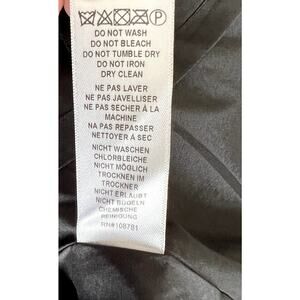 P
DO NOT WASH
DO NOT BLEACH
DO NOT TUMBLE DRY
DO NOT IRON
DRY CLEAN
NE PAS LAVER
NE PAS JAVELLISER
NE PAS SECHER À LA
MACHINE
NA PAS REPASSER
NETTOYER A SEC
NICHT WASCHEN
CHLORBLEICHE
NICHT MÖGLICH
TROCKNEN IM
TROCKNER
NICHT ERLAUBT
NICHT BÜGELN
CHEMISCHE
REINIGUNG
RN#108781